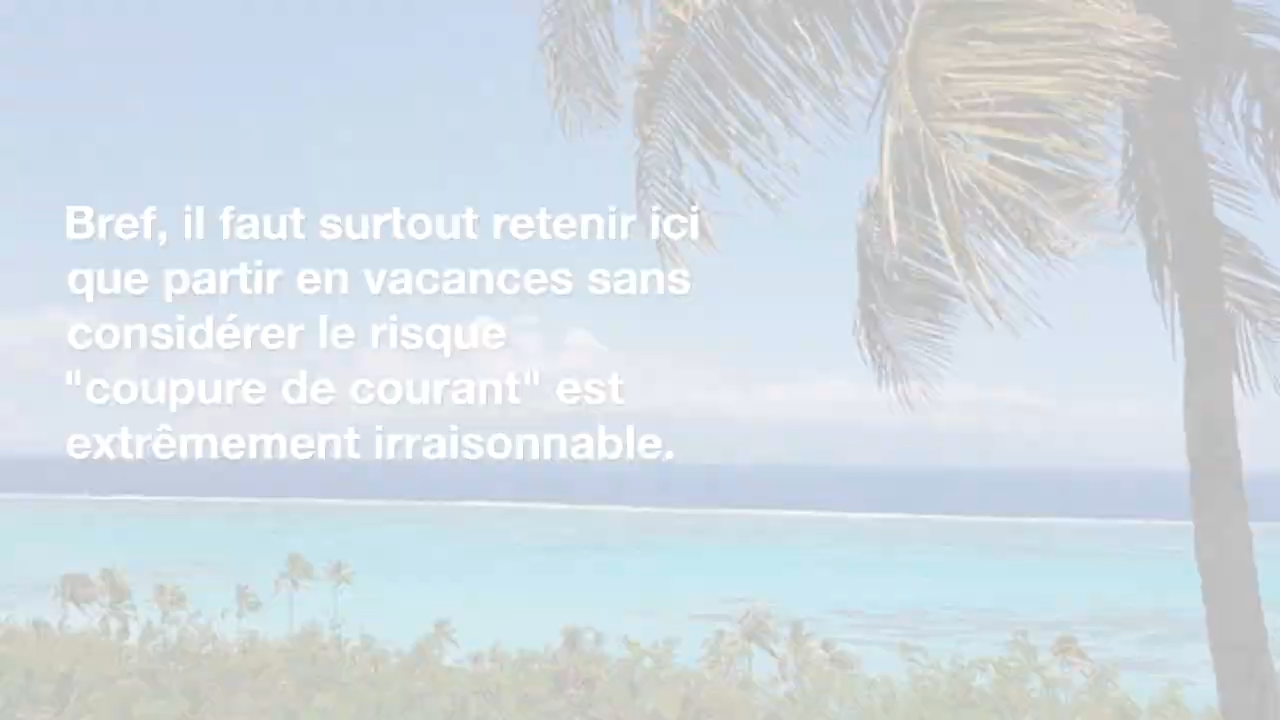 Bref, il faut surtout retenir ici
que partir en vacances sans
considérer le risque
"coupure de courant" est
extrêmement irraisonnable.